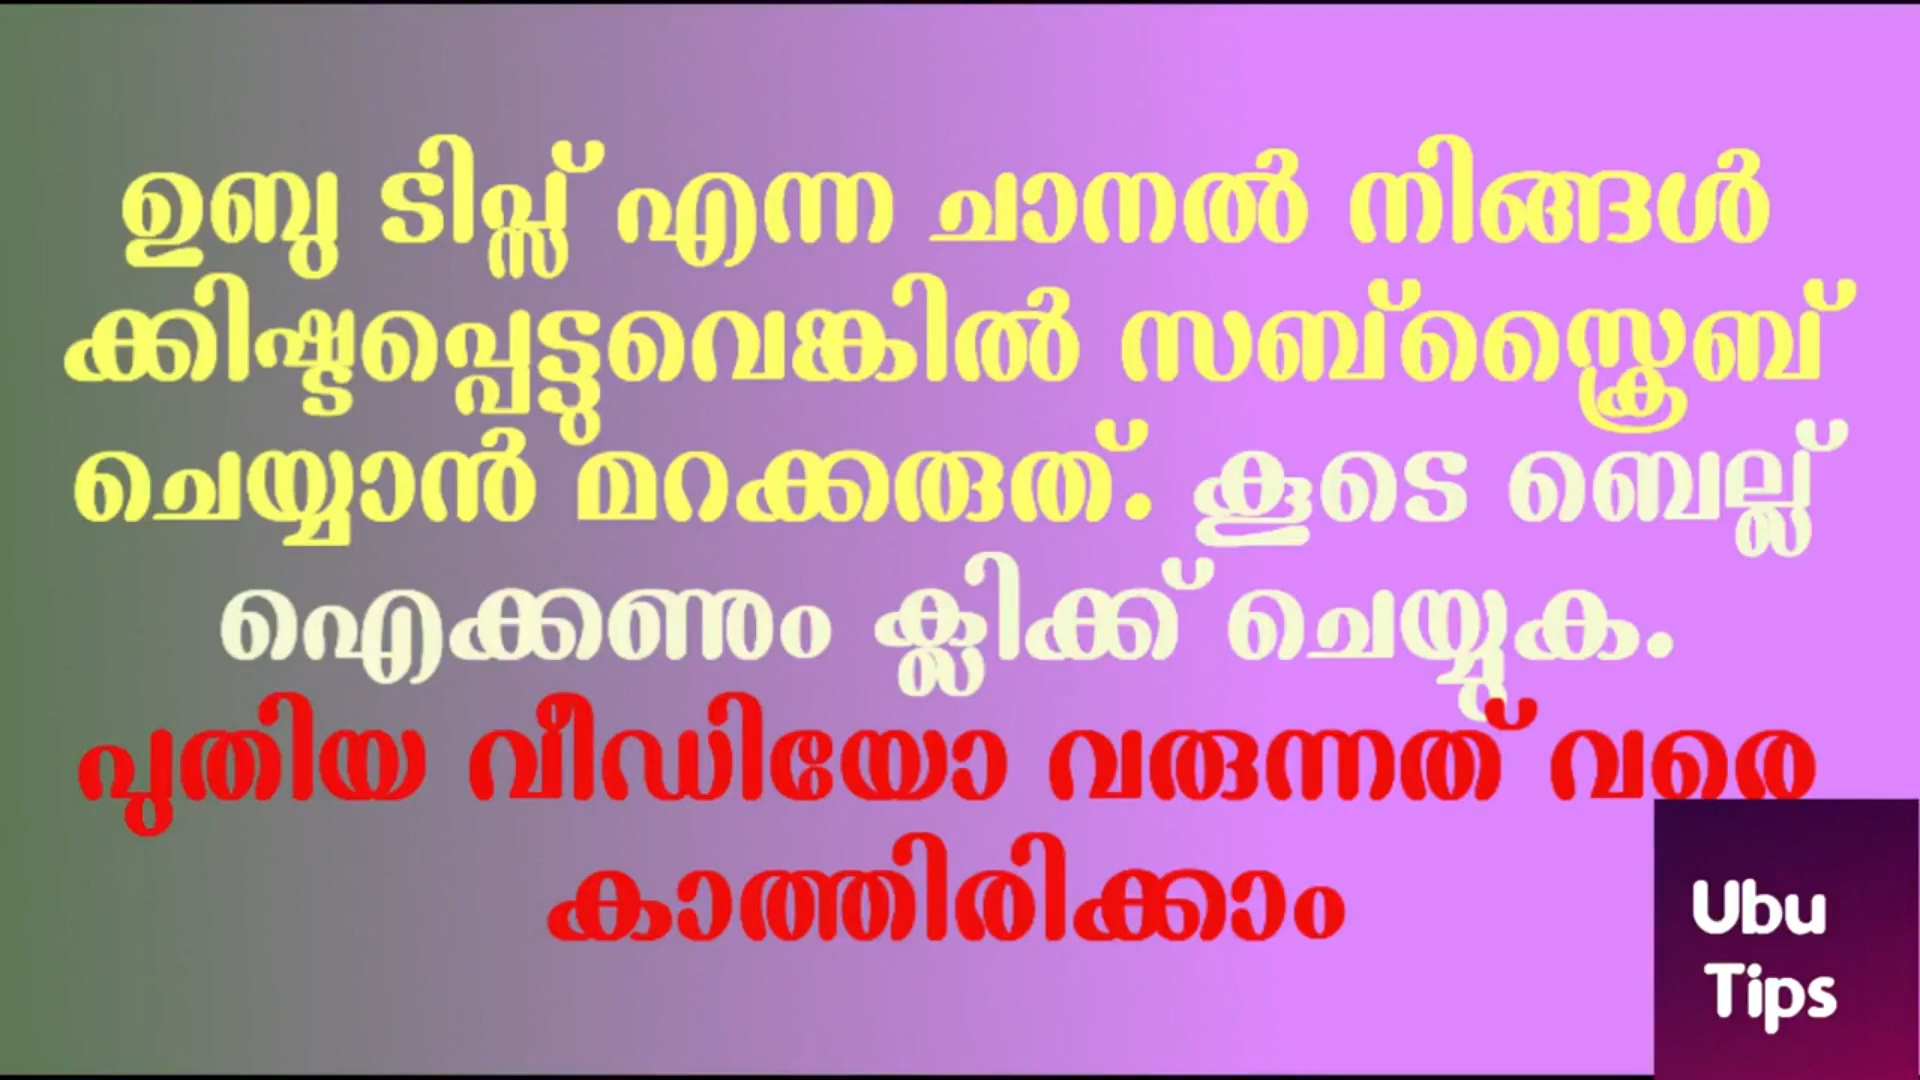 ഉബു ടിപ്സ് എന്ന ചാനൽ നിങ്ങൾ
ക്കിഷ്ടപ്പെട്ടുവെങ്കിൽ സബ്സ്ക്രൈബ്
ചെയ്യാൻ മറക്കരുത്. കൂടെ ബെല്ല്
ഐക്കണും ക്ലിക്ക് ചെയ്യുക.
പുതിയ വീഡിയോ വരുന്നത് വരെ
കാത്തിരിക്കാം
Ubu
Tips